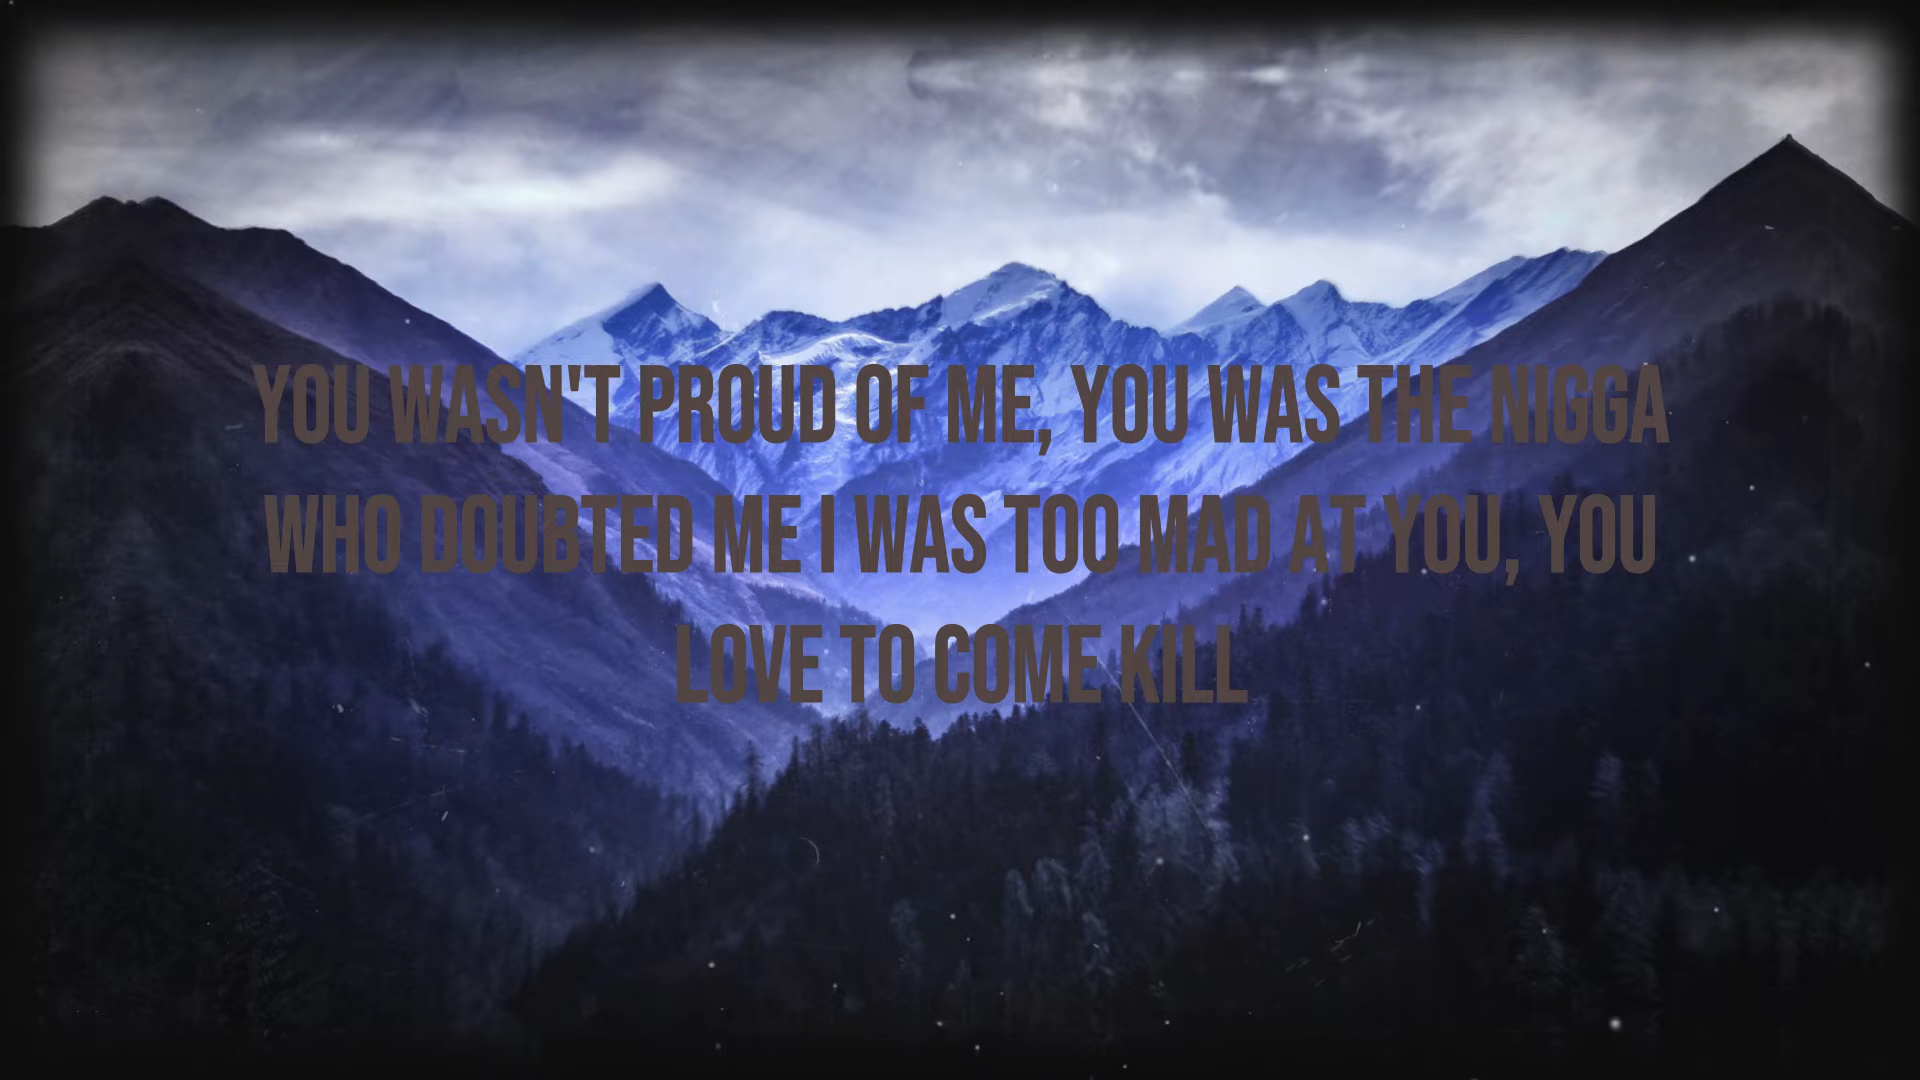 YOU WASN'T PROUD OF ME, YOU WAS THE NIGGA
WHO DOUBTED ME I WAS TOO MAD AT YOU, YOU
LOVE TO COME KILL